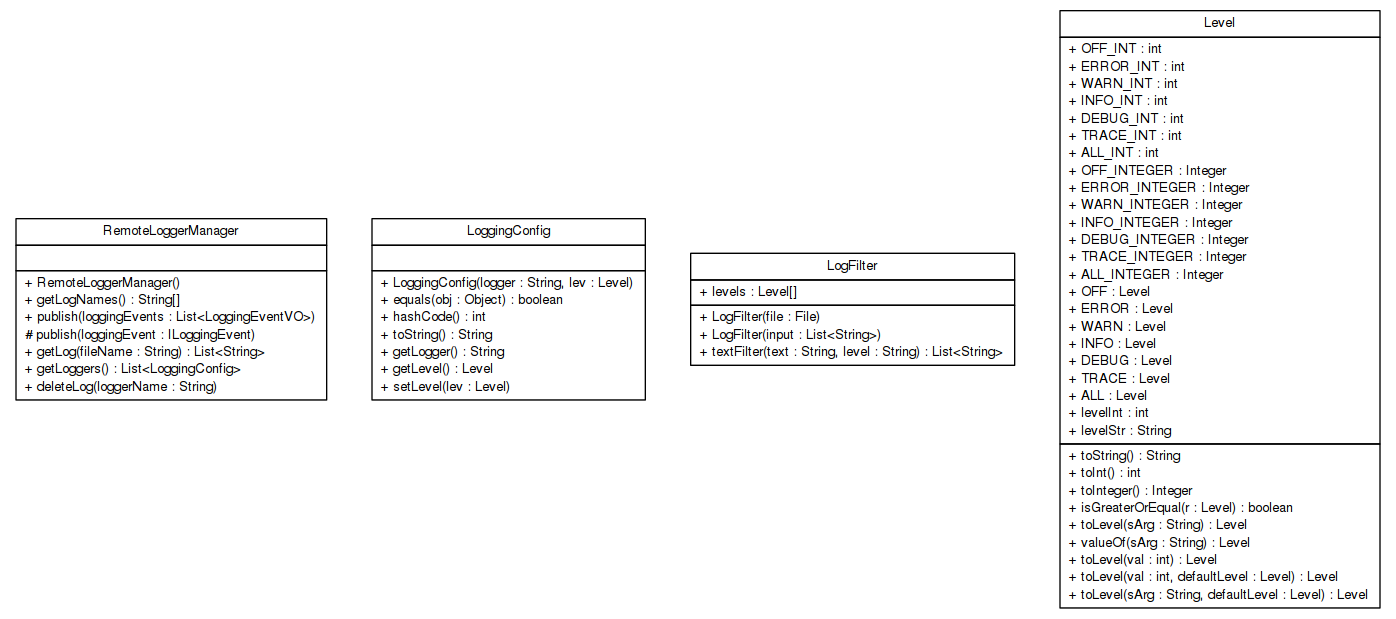 RemoteLoggerManager
+ RemoteLoggerManager()
+ getLogNames() : String[]
+ publish(loggingEvents : List<LoggingEventVO>)
# publish(loggingEvent : ILoggingEvent)
+ getLog(fileName : String) : List<String>
+ getLoggers() : List<LoggingConfig>
+ deleteLog(loggerName : String)
LoggingConfig
+ LoggingConfig(logger : String, lev : Level)
+ equals(obj : Object) : boolean
+ hashCode() : int
+ toString() : String
+ getLogger() : String
+ getLevel() : Level
+ setLevel(lev : Level)
LogFilter
+ levels : Level[]
+ LogFilter(file : File)
+ LogFilter(input : List<String>)
+ textFilter(text : String, level : String) : List<String>
Level
+ OFF_INT : int
+ ERROR_INT : int
+ WARN_INT : int
+ INFO_INT : int
+ DEBUG_INT : int
+ TRACE_INT : int
+ ALL_INT : int
+ OFF_INTEGER : Integer
+ ERROR_INTEGER : Integer
+ WARN_INTEGER : Integer
+ INFO_INTEGER : Integer
+ DEBUG_INTEGER : Integer
+ TRACE_INTEGER : Integer
+ ALL_INTEGER : Integer
+ OFF : Level
+ ERROR : Level
+ WARN : Level
+ INFO : Level
+ DEBUG : Level
+ TRACE : Level
+ ALL : Level
+ levelInt : int
+ levelStr : String
+ toString() : String
+ toInt() : int
+ toInteger() : Integer
+ isGreaterOrEqual(r : Level) : boolean
+ toLevel(sArg : String) : Level
+ valueOf(sArg : String) : Level
+ toLevel(val : int) : Level
+ toLevel(val : int, defaultLevel : Level) : Level
+ toLevel(sArg : String, defaultLevel : Level) : Level